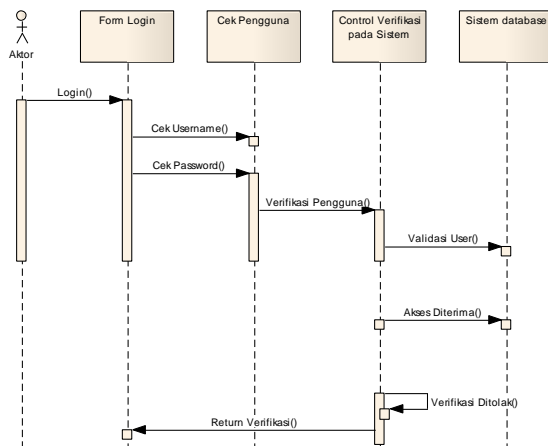 Form Login
Cek Pengguna
Control Verifikasi
pada Sistem
Sistem database
Aktor
Login()
Cek Username()
Cek Password()
Verifikasi Pengguna()
Validasi User()
Akses Diterima()
Verifikasi Ditolak()
Return Verifikasi()